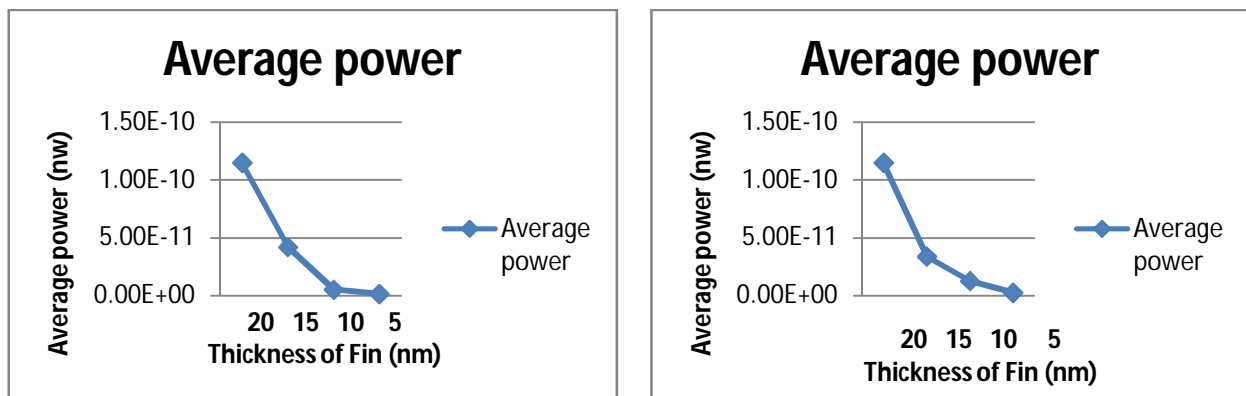 Average power
Average power (nw)
1.50E-10
1.00E-10
5.00E-11
0.00E+00
20 15 10 5
Thickness of Fin (nm)
Average
power
Average power
Average power (nw)
1.50E-10
1.00E-10
5.00E-11
0.00E+00
20 15 10 5
Thickness of Fin (nm)
Average
power